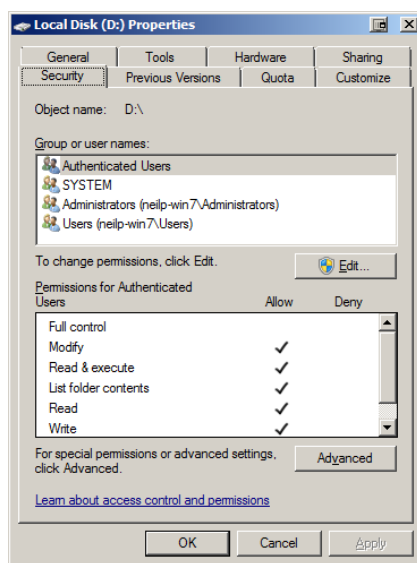 Local Disk (D:) Properties
General Tools Hardware Sharing
Security Previous Versions Quota Customize
Object name: D:\
Group or user names:
Authenticated Users
SYSTEM
Administrators (neilp-win7\Administrators)
Users (neilp-win7\Users)
To change permissions, click Edit.
Edit...
Permissions for Authenticated
Users Allow Deny
Full control
Modify
Read & execute
List folder contents
Read
Write
For special permissions or advanced settings,
click Advanced.
Advanced
Learn about access control and permissions
OK Cancel Apply